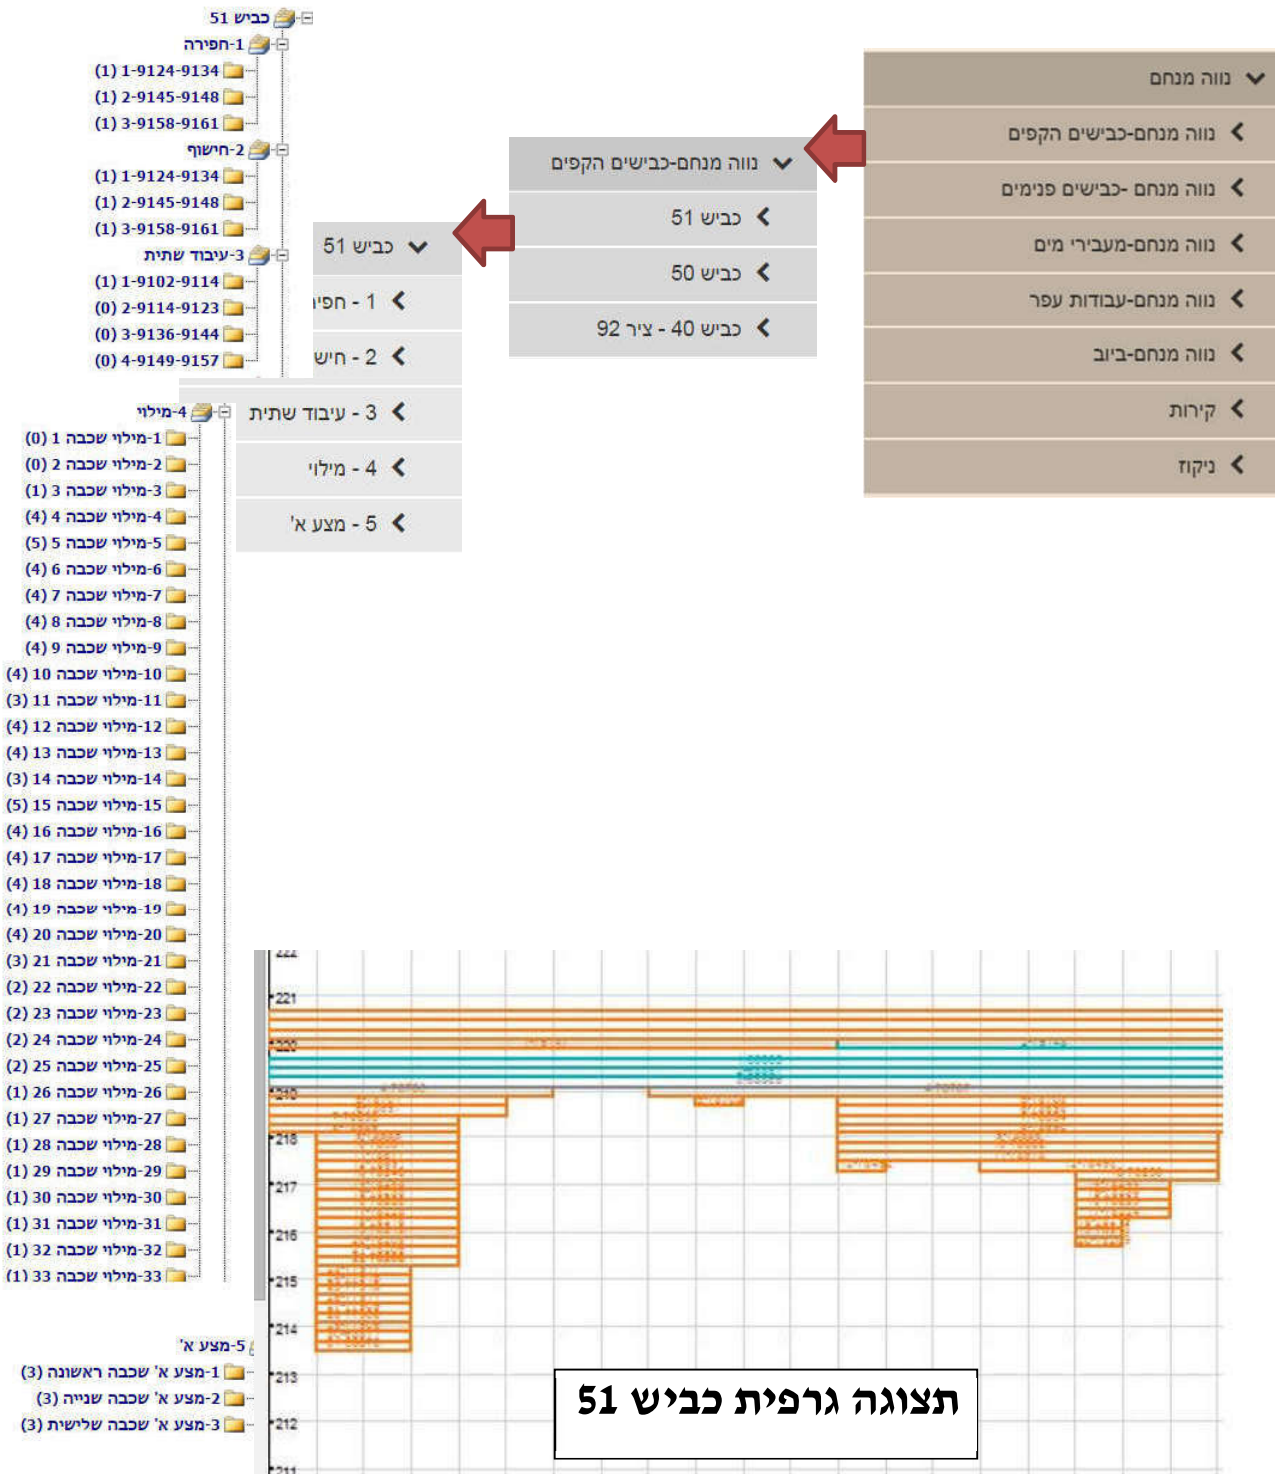 נווה מנחם
נווה מנחם-כבישים הקפים
נווה מנחם -כבישים פנימים
נווה מנחם-מעבירי מים
נווה מנחם-עבודות עפר
נווה מנחם-ביוב
קירות
ניקוז
נווה מנחם-כבישים הקפים
כביש 51
כביש 50
כביש 40 - ציר 92
כביש 51
1 - חפיר
2 - חיש
3 - עיבוד שתית
4 - מילוי
5 - מצע א'
כביש 51
1-חפירה
1-9124-9134 (1)
2-9145-9148 (1)
3-9158-9161 (1)
2-חישוף
1-9124-9134 (1)
2-9145-9148 (1)
3-9158-9161 (1)
3-עיבוד שתית
1-9102-9114 (1)
2-9114-9123 (0)
3-9136-9144 (0)
4-9149-9157 (0)
4-מילוי
1-מילוי שכבה 1 (0)
2-מילוי שכבה 2 (0)
3-מילוי שכבה 3 (1)
4-מילוי שכבה 4 (4)
5-מילוי שכבה 5 (5)
6-מילוי שכבה 6 (4)
7-מילוי שכבה 7 (4)
8-מילוי שכבה 8 (4)
9-מילוי שכבה 9 (4)
10-מילוי שכבה 10 (4)
11-מילוי שכבה 11 (3)
12-מילוי שכבה 12 (4)
13-מילוי שכבה 13 (4)
14-מילוי שכבה 14 (3)
15-מילוי שכבה 15 (5)
16-מילוי שכבה 16 (4)
17-מילוי שכבה 17 (4)
18-מילוי שכבה 18 (4)
19-מילוי שכבה 19 (4)
20-מילוי שכבה 20 (4)
21-מילוי שכבה 21 (3)
22-מילוי שכבה 22 (2)
23-מילוי שכבה 23 (2)
24-מילוי שכבה 24 (2)
25-מילוי שכבה 25 (2)
26-מילוי שכבה 26 (1)
27-מילוי שכבה 27 (1)
28-מילוי שכבה 28 (1)
29-מילוי שכבה 29 (1)
30-מילוי שכבה 30 (1)
31-מילוי שכבה 31 (1)
32-מילוי שכבה 32 (1)
33-מילוי שכבה 33 (1)
5-מצע א'
1-מצע א' שכבה ראשונה (3)
2-מצע א' שכבה שנייה (3)
3-מצע א' שכבה שלישית (3)
222
221
220
219
218
217
216
215
214
213
212
211
תצוגה גרפית כביש 51